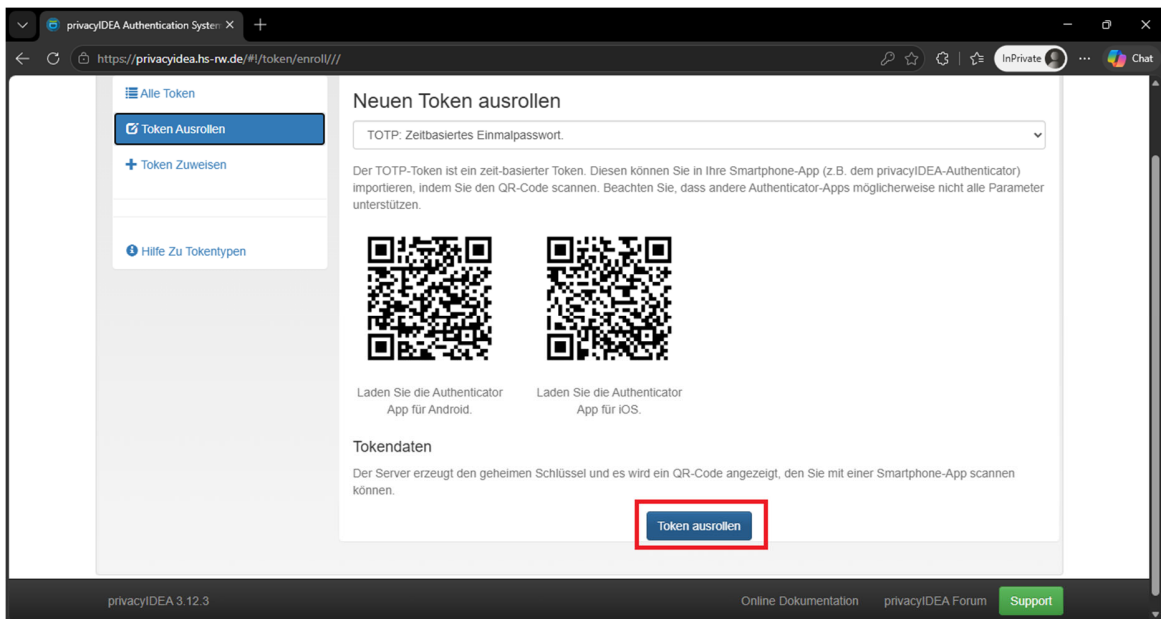 privacyIDEA Authentication System
https://privacyidea.hs-rw.de/#!/token/enroll///
InPrivate
Chat
Alle Token
Token Ausrollen
Token Zuweisen
Hilfe Zu Tokentypen
Neuen Token ausrollen
TOTP: Zeitbasiertes Einmalpasswort.
Der TOTP-Token ist ein zeit-basierter Token. Diesen können Sie in Ihre Smartphone-App (z.B. dem privacyIDEA-Authenticator)
importieren, indem Sie den QR-Code scannen. Beachten Sie, dass andere Authenticator-Apps möglicherweise nicht alle Parameter
unterstützen.
Laden Sie die Authenticator
App für Android.
Laden Sie die Authenticator
App für iOS.
Tokendaten
Der Server erzeugt den geheimen Schlüssel und es wird ein QR-Code angezeigt, den Sie mit einer Smartphone-App scannen
können.
Token ausrollen
privacyIDEA 3.12.3
Online Dokumentation
privacyIDEA Forum
Support